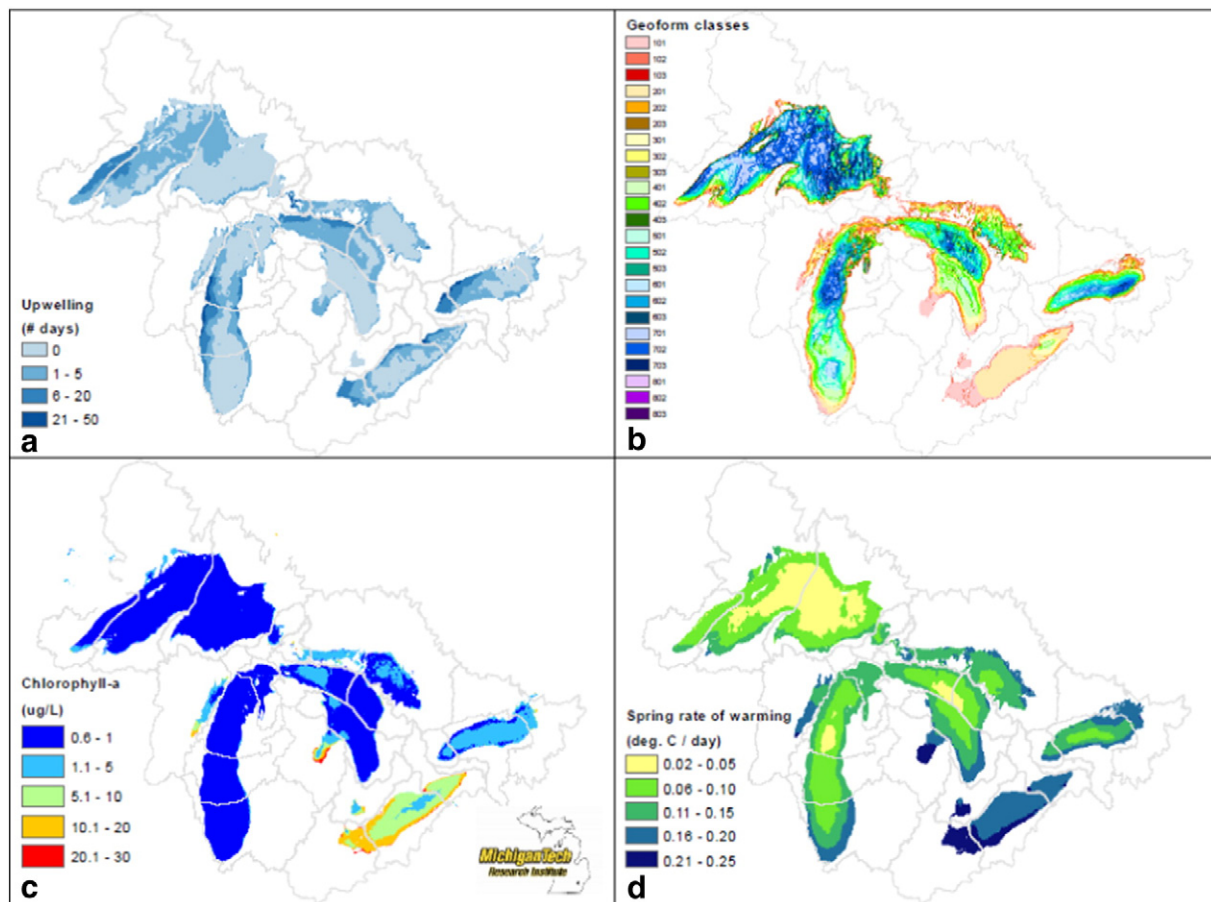 Upwelling
(# days)
0
1 - 5
6 - 20
21 - 50
a
Geoform classes
101
102
103
201
202
203
301
302
303
401
402
403
501
502
503
601
602
603
701
702
703
801
802
803
b
Chlorophyll-a
(ug/L)
0.6 - 1
1.1 - 5
5.1 - 10
10.1 - 20
20.1 - 30
c
MichiganTech
Research Institute
Spring rate of warming
(deg. C / day)
0.02 - 0.05
0.06 - 0.10
0.11 - 0.15
0.16 - 0.20
0.21 - 0.25
d